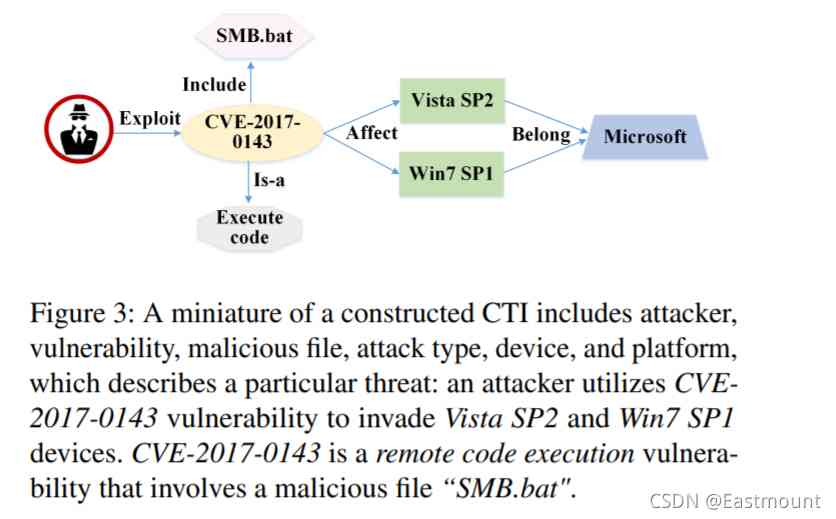 SMB.bat
Include
Exploit
CVE-2017-
0143
Affect
Vista SP2
Win7 SP1
Belong
Microsoft
Is-a
Execute
code
Figure 3: A miniature of a constructed CTI includes attacker,
vulnerability, malicious file, attack type, device, and platform,
which describes a particular threat: an attacker utilizes CVE-
2017-0143 vulnerability to invade Vista SP2 and Win7 SP1
devices. CVE-2017-0143 is a remote code execution vulnera-
bility that involves a malicious file “SMB.bat".
CSDN @Eastmount